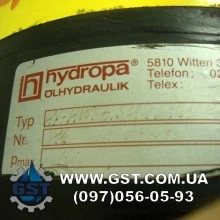 hydropa
ÖLHYDRAULIK
5810 Witten 3
Telefon: 02
Telex:
Typ
Nr.
Pmax
GST
WWW.GST.COM.UA
(097)056-05-93